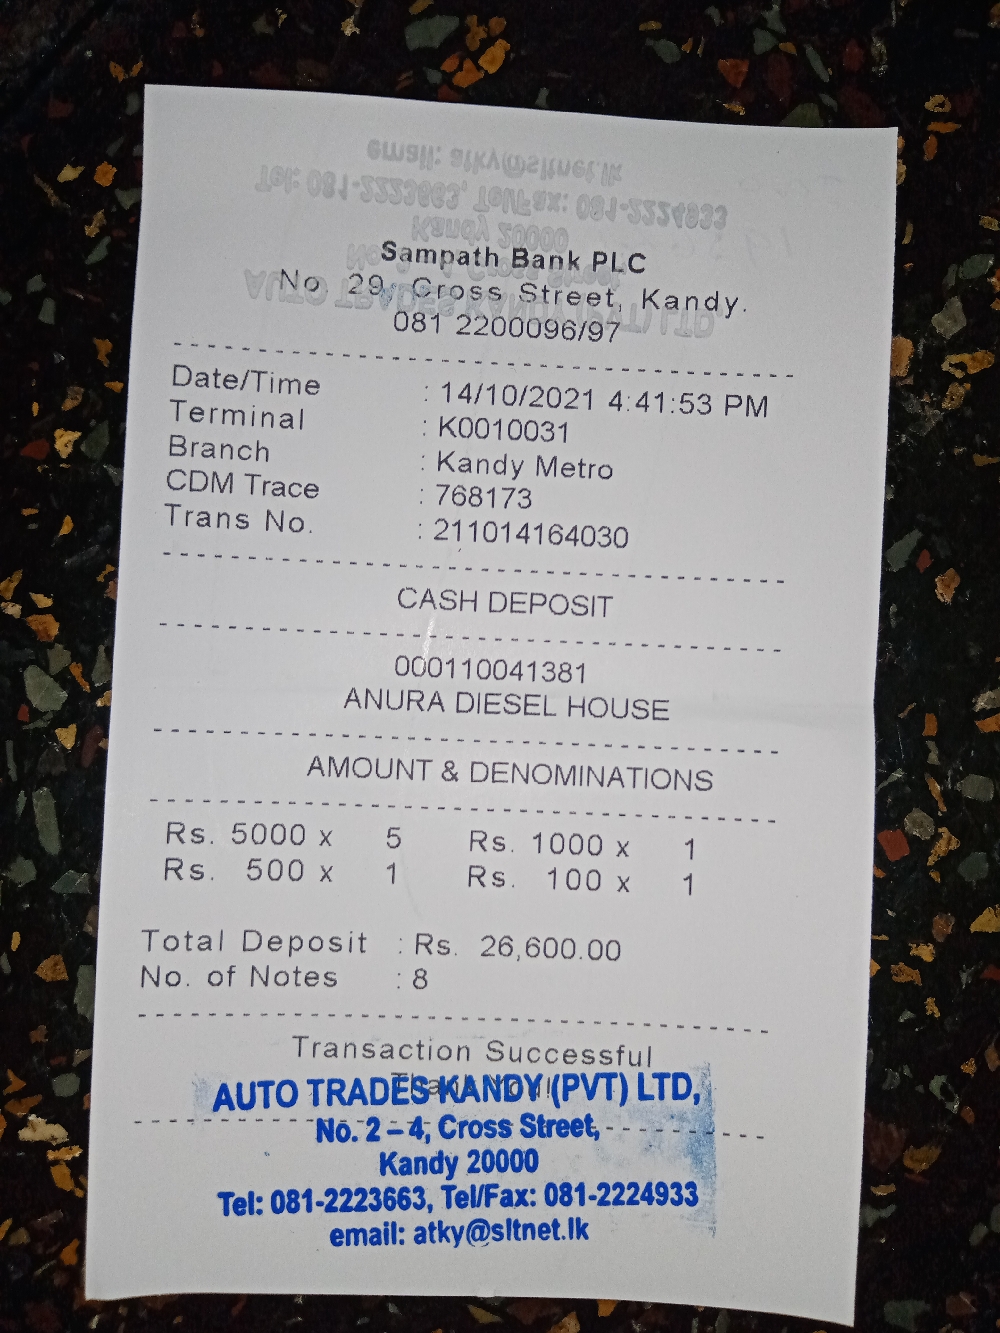 Sampath Bank PLC
No 29, Cross Street, Kandy.
081 2200096/97
Date/Time : 14/10/2021 4:41:53 PM
Terminal : K0010031
Branch : Kandy Metro
CDM Trace : 768173
Trans No. : 211014164030
CASH DEPOSIT
000110041381
ANURA DIESEL HOUSE
AMOUNT & DENOMINATIONS
Rs. 5000 x 5 Rs. 1000 x 1
Rs. 500 x 1 Rs. 100 x 1
Total Deposit : Rs. 26,600.00
No. of Notes : 8
Transaction Successful
AUTO TRADES KANDY (PVT) LTD,
No. 2 – 4, Cross Street,
Kandy 20000
Tel: 081-2223663, Tel/Fax: 081-2224933
email: atky@sltnet.lk